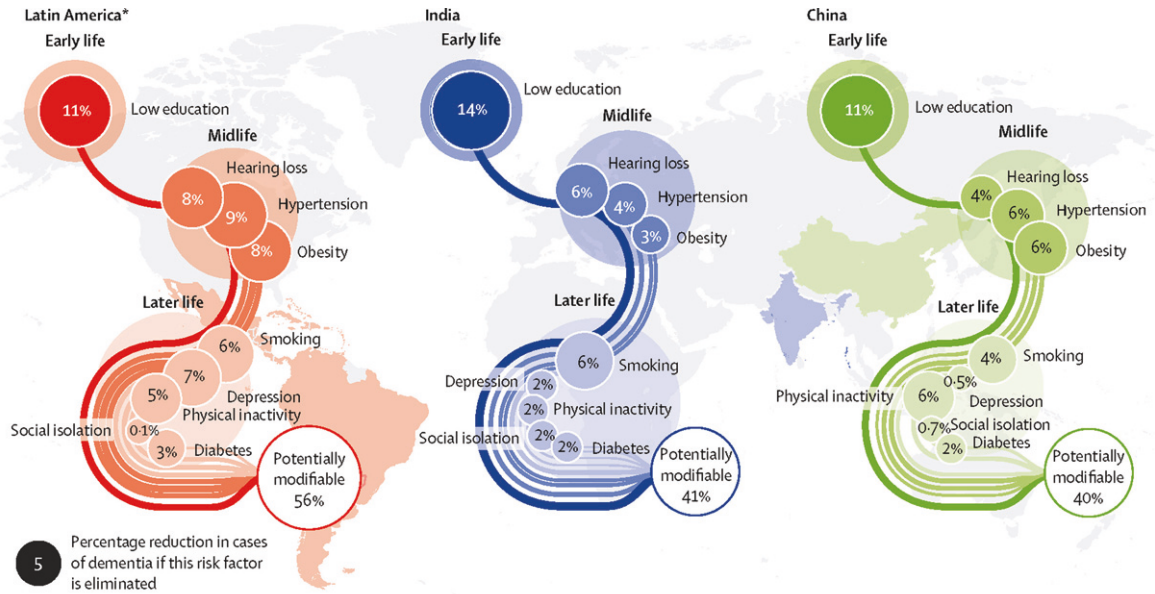 Latin America*
Early life
11%
Low education
Midlife
8%
Hearing loss
9%
Hypertension
8%
Obesity
Later life
6%
Smoking
7%
Depression
5%
Physical inactivity
Social isolation
0·1%
3%
Diabetes
Potentially
modifiable
56%
India
Early life
14%
Low education
Midlife
6%
Hearing loss
4%
Hypertension
3%
Obesity
Later life
6%
Smoking
Depression
2%
2%
Physical inactivity
Social isolation
2%
2%
Diabetes
Potentially
modifiable
41%
China
Early life
11%
Low education
Midlife
4%
Hearing loss
6%
Hypertension
6%
Obesity
Later life
4%
Smoking
0·5%
Depression
Physical inactivity
6%
0·7%
Social isolation
2%
Diabetes
Potentially
modifiable
40%
5
Percentage reduction in cases
of dementia if this risk factor
is eliminated